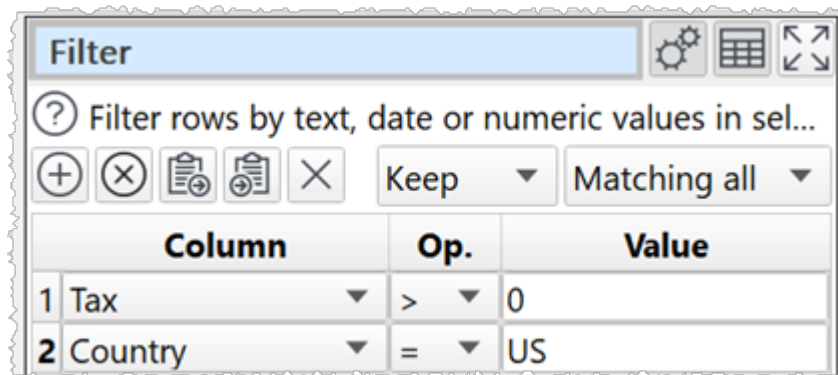 Filter
? Filter rows by text, date or numeric values in sel...
Keep Matching all
Column Op. Value
1 Tax > 0
2 Country = US